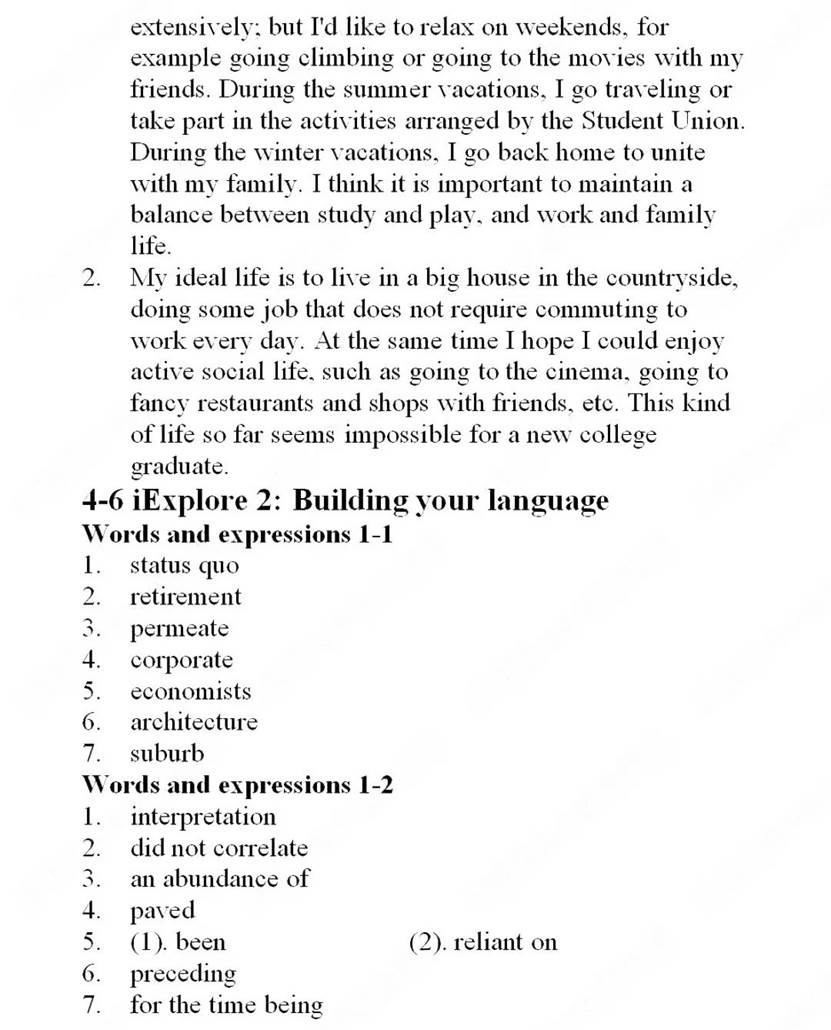 extensively; but I'd like to relax on weekends, for
example going climbing or going to the movies with my
friends. During the summer vacations, I go traveling or
take part in the activities arranged by the Student Union.
During the winter vacations, I go back home to unite
with my family. I think it is important to maintain a
balance between study and play, and work and family
life.
2. My ideal life is to live in a big house in the countryside,
doing some job that does not require commuting to
work every day. At the same time I hope I could enjoy
active social life, such as going to the cinema, going to
fancy restaurants and shops with friends, etc. This kind
of life so far seems impossible for a new college
graduate.
4-6 iExplore 2: Building your language
Words and expressions 1-1
1. status quo
2. retirement
3. permeate
4. corporate
5. economists
6. architecture
7. suburb
Words and expressions 1-2
1. interpretation
2. did not correlate
3. an abundance of
4. paved
5. (1). been (2). reliant on
6. preceding
7. for the time being